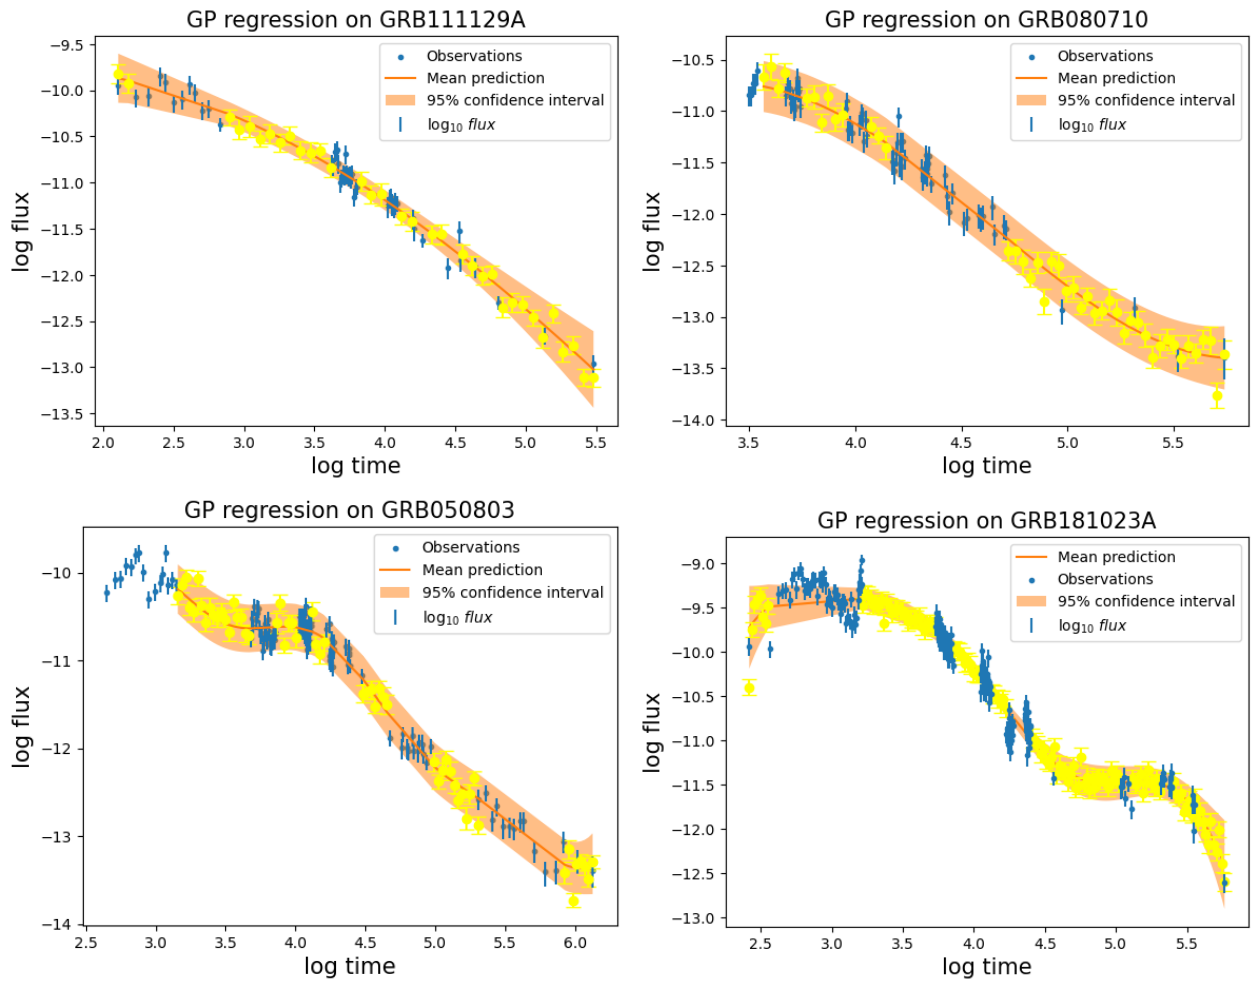 GP regression on GRB111129A
−9.5
−10.0
−10.5
−11.0
−11.5
−12.0
−12.5
−13.0
−13.5
log flux
Observations
Mean prediction
95% confidence interval
log₁₀ flux
2.0 2.5 3.0 3.5 4.0 4.5 5.0 5.5
log time
GP regression on GRB080710
−10.5
−11.0
−11.5
−12.0
−12.5
−13.0
−13.5
−14.0
log flux
Observations
Mean prediction
95% confidence interval
log₁₀ flux
3.5 4.0 4.5 5.0 5.5
log time
GP regression on GRB050803
−10
−11
−12
−13
−14
log flux
Observations
Mean prediction
95% confidence interval
log₁₀ flux
2.5 3.0 3.5 4.0 4.5 5.0 5.5 6.0
log time
GP regression on GRB181023A
−9.0
−9.5
−10.0
−10.5
−11.0
−11.5
−12.0
−12.5
−13.0
log flux
Mean prediction
Observations
95% confidence interval
log₁₀ flux
2.5 3.0 3.5 4.0 4.5 5.0 5.5
log time